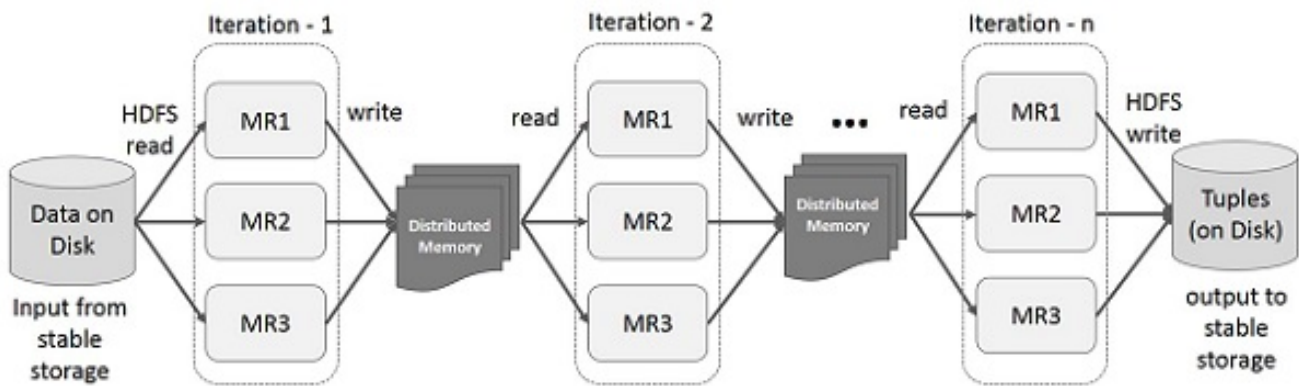 Iteration - 1
Iteration - 2
Iteration - n
HDFS
read
MR1
write
read
MR1
write
...
read
MR1
HDFS
write
Data on
Disk
MR2
Distributed
Memory
MR2
Distributed
Memory
MR2
Tuples
(on Disk)
Input from
stable
storage
MR3
MR3
MR3
output to
stable
storage